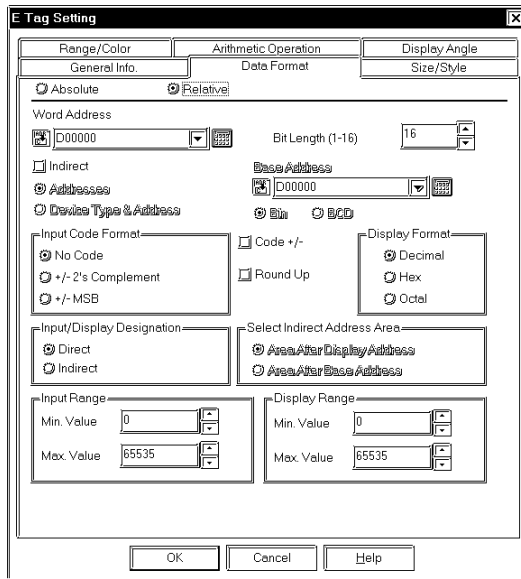 E Tag Setting
Range/Color Arithmetic Operation Display Angle
General Info. Data Format Size/Style
Absolute Relative
Word Address
D00000 Bit Length (1-16) 16
Indirect Base Address
Addresses D00000
Device Type & Address Bin BCD
Input Code Format Code +/- Display Format
No Code Decimal
+/- 2's Complement Round Up Hex
+/- MSB Octal
Input/Display Designation Select Indirect Address Area
Direct Area After Display Address
Indirect Area After Base Address
Input Range Display Range
Min. Value 0 Min. Value 0
Max. Value 65535 Max. Value 65535
OK Cancel Help